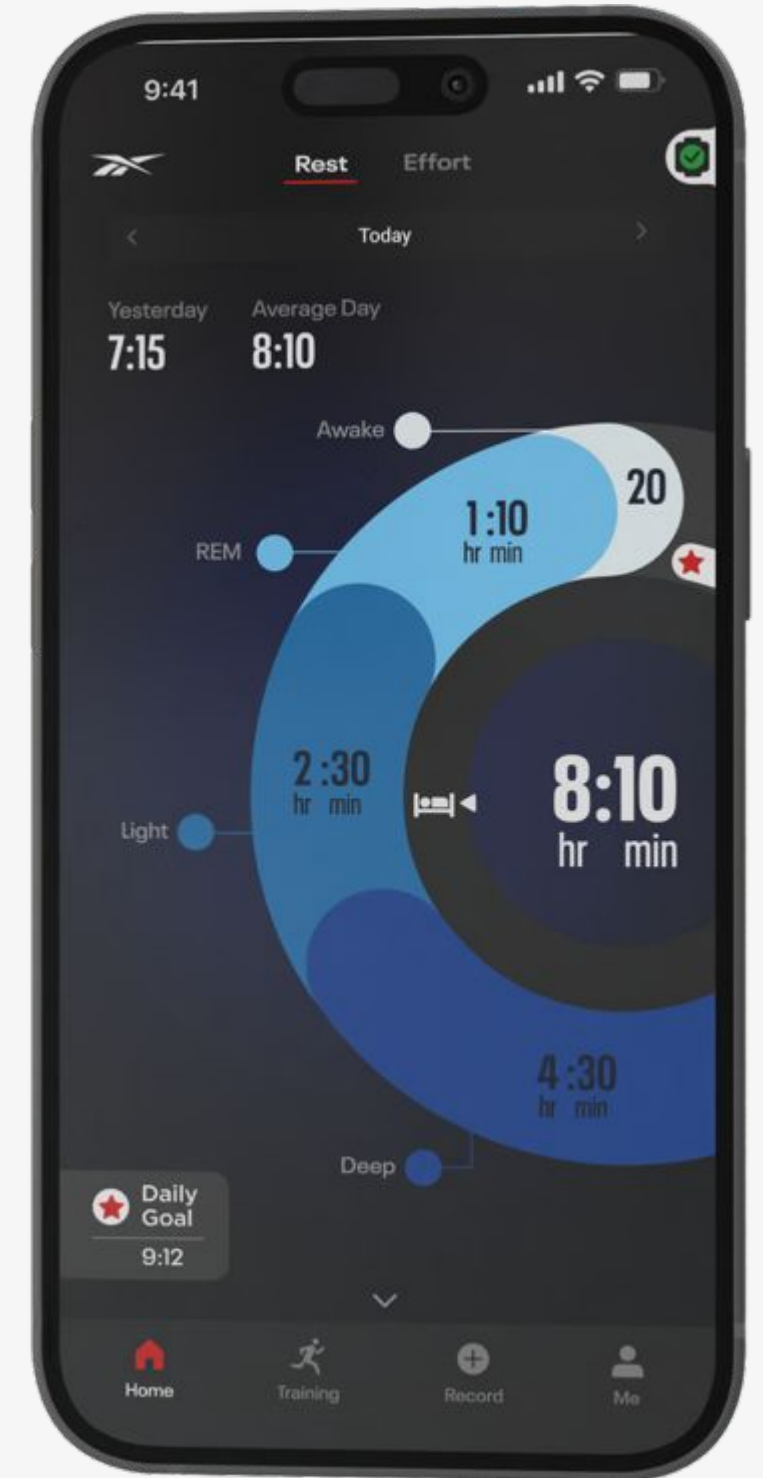 9:41
Rest Effort
Today
Yesterday Average Day
7:15 8:10
Awake
20
1:10
hr min
REM
2:30
hr min
8:10
hr min
Light
4:30
hr min
Deep
Daily
Goal
9:12
Home Training Record Me